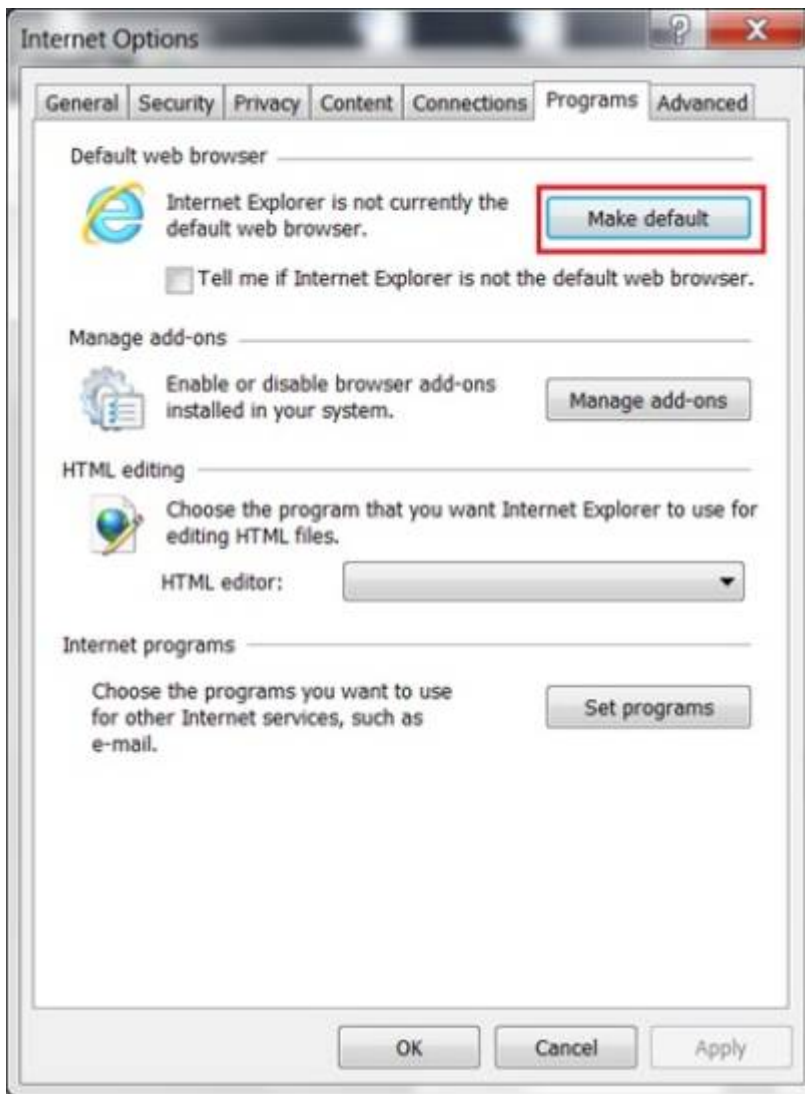 Internet Options
General Security Privacy Content Connections Programs Advanced
Default web browser
Internet Explorer is not currently the
default web browser.
Make default
Tell me if Internet Explorer is not the default web browser.
Manage add-ons
Enable or disable browser add-ons
installed in your system.
Manage add-ons
HTML editing
Choose the program that you want Internet Explorer to use for
editing HTML files.
HTML editor:
Internet programs
Choose the programs you want to use
for other Internet services, such as
e-mail.
Set programs
OK Cancel Apply